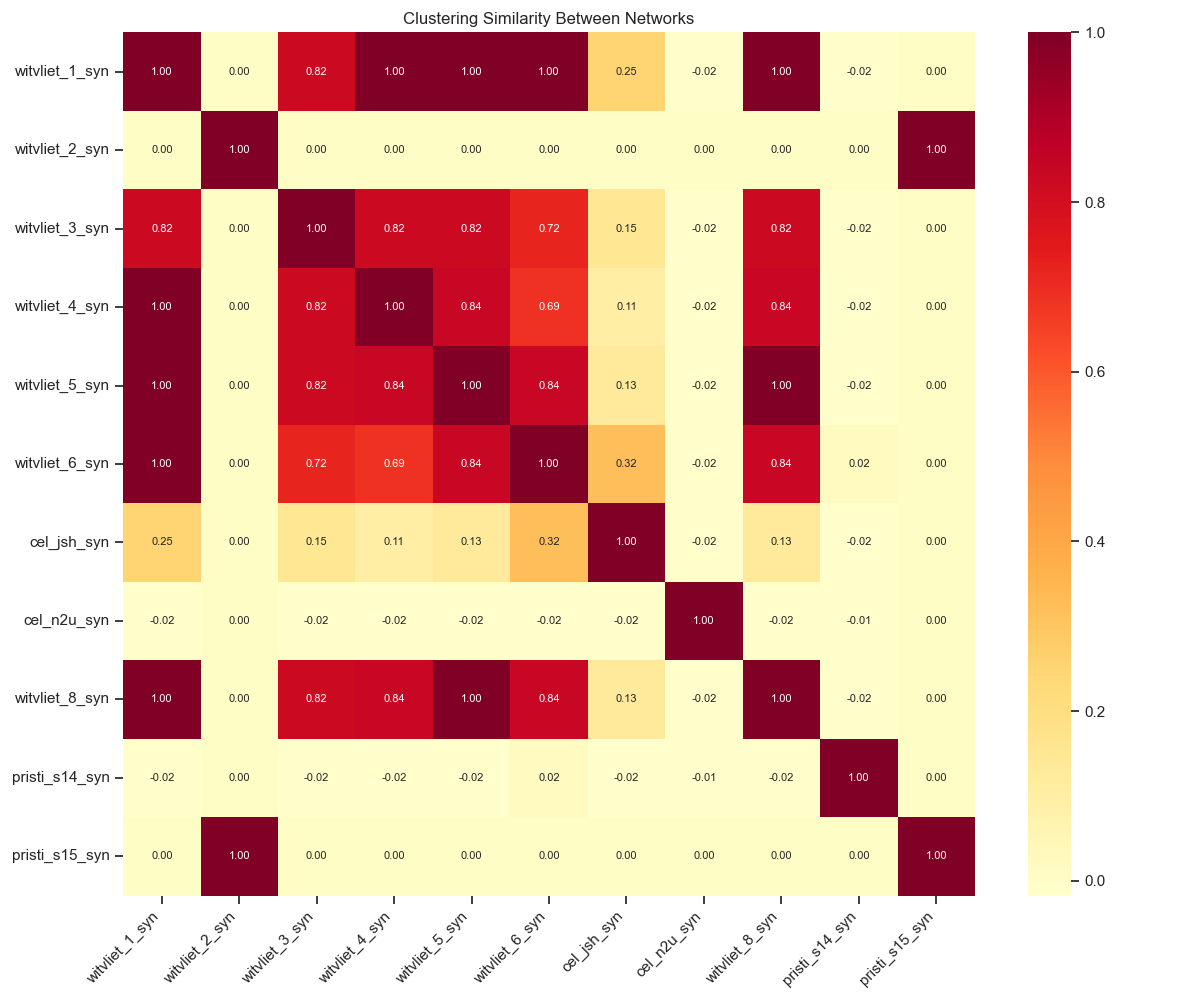 Clustering Similarity Between Networks
witvliet_1_syn 1.00 0.00 0.82 1.00 1.00 1.00 0.25 -0.02 1.00 -0.02 0.00
witvliet_2_syn 0.00 1.00 0.00 0.00 0.00 0.00 0.00 0.00 0.00 0.00 1.00
witvliet_3_syn 0.82 0.00 1.00 0.82 0.82 0.72 0.15 -0.02 0.82 -0.02 0.00
witvliet_4_syn 1.00 0.00 0.82 1.00 0.84 0.69 0.11 -0.02 0.84 -0.02 0.00
witvliet_5_syn 1.00 0.00 0.82 0.84 1.00 0.84 0.13 -0.02 1.00 -0.02 0.00
witvliet_6_syn 1.00 0.00 0.72 0.69 0.84 1.00 0.32 -0.02 0.84 0.02 0.00
cel_jsh_syn 0.25 0.00 0.15 0.11 0.13 0.32 1.00 -0.02 0.13 -0.02 0.00
cel_n2u_syn -0.02 0.00 -0.02 -0.02 -0.02 -0.02 -0.02 1.00 -0.02 -0.01 0.00
witvliet_8_syn 1.00 0.00 0.82 0.84 1.00 0.84 0.13 -0.02 1.00 -0.02 0.00
pristi_s14_syn -0.02 0.00 -0.02 -0.02 -0.02 0.02 -0.02 -0.01 -0.02 1.00 0.00
pristi_s15_syn 0.00 1.00 0.00 0.00 0.00 0.00 0.00 0.00 0.00 0.00 1.00
witvliet_1_syn witvliet_2_syn witvliet_3_syn witvliet_4_syn witvliet_5_syn witvliet_6_syn cel_jsh_syn cel_n2u_syn witvliet_8_syn pristi_s14_syn pristi_s15_syn
1.0
0.8
0.6
0.4
0.2
0.0